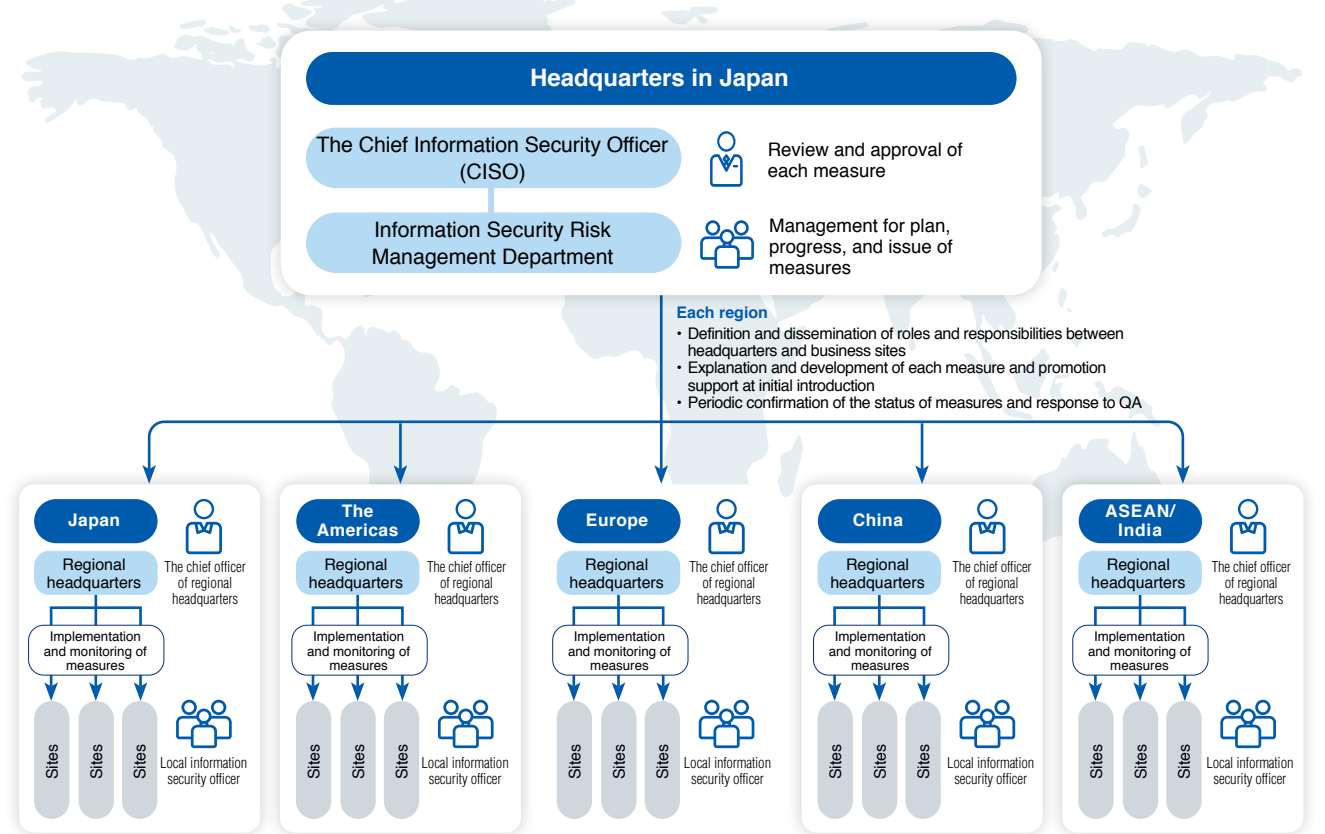 Headquarters in Japan
The Chief Information Security Officer
(CISO)
Review and approval of
each measure
Information Security Risk
Management Department
Management for plan,
progress, and issue of
measures
Each region
・Definition and dissemination of roles and responsibilities between
headquarters and business sites
・Explanation and development of each measure and promotion
support at initial introduction
・Periodic confirmation of the status of measures and response to QA
Japan
Regional
headquarters
The chief officer
of regional
headquarters
Implementation
and monitoring of
measures
Sites
Sites
Sites
Local information
security officer
The
Americas
Regional
headquarters
The chief officer
of regional
headquarters
Implementation
and monitoring of
measures
Sites
Sites
Sites
Local information
security officer
Europe
Regional
headquarters
The chief officer
of regional
headquarters
Implementation
and monitoring of
measures
Sites
Sites
Sites
Local information
security officer
China
Regional
headquarters
The chief officer
of regional
headquarters
Implementation
and monitoring of
measures
Sites
Sites
Sites
Local information
security officer
ASEAN/
India
Regional
headquarters
The chief officer
of regional
headquarters
Implementation
and monitoring of
measures
Sites
Sites
Sites
Local information
security officer